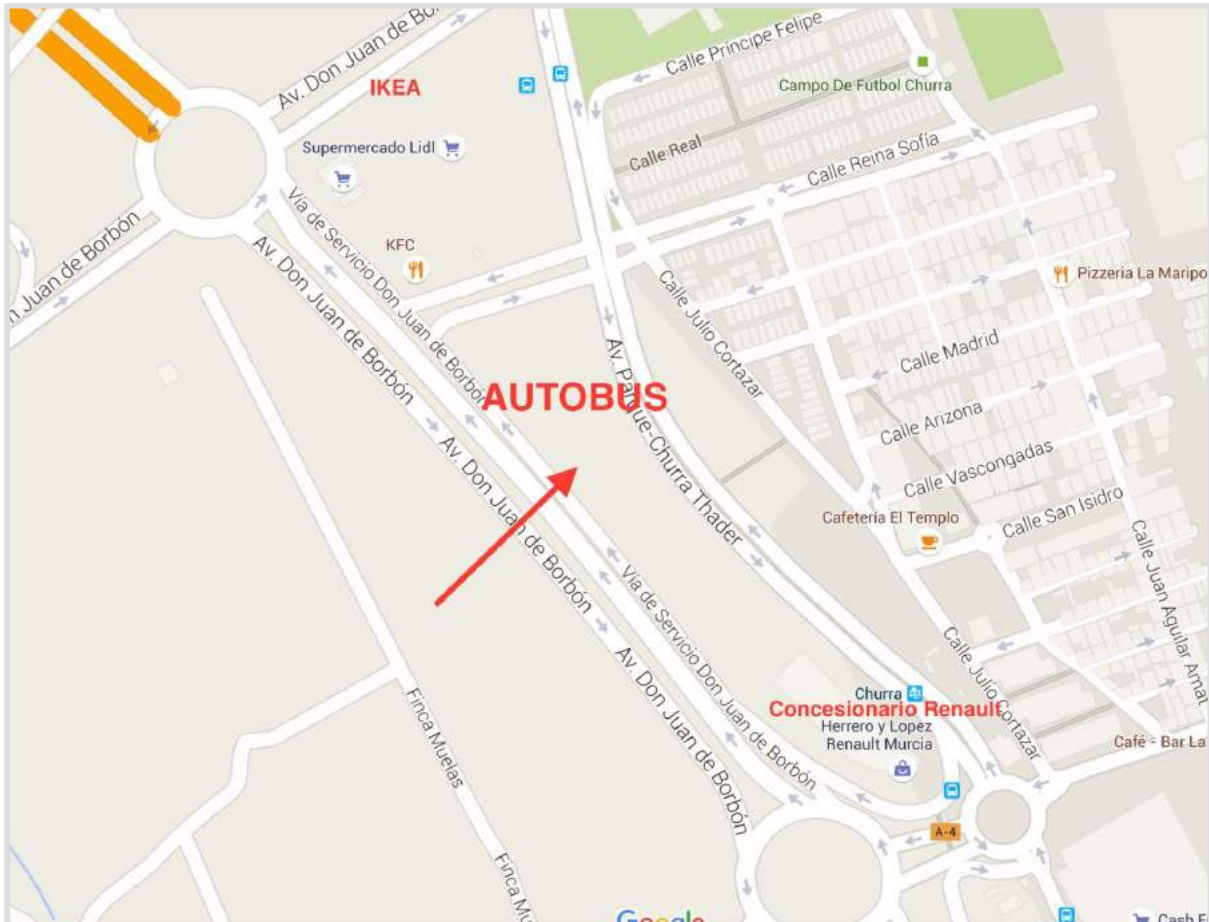 Av. Don Juan de Bor
IKEA
Calle Príncipe Felipe
Campo De Futbol Churra
Supermercado Lidl
Calle Real
Calle Reina Sofía
Vía de Servicio Don Juan de Borbón
n Juan de Borbón
KFC
Av. Don Juan de Borbón
Calle Julio Cortazar
Pizzeria La Maripo
Av. Parque-Churra Thader
Calle Madrid
AUTOBUS
Calle Arizona
Av. Don Juan de Borbón
Calle Vascongadas
Cafetería El Templo
Calle San Isidro
Vía de Servicio Don Juan de Borbón
Calle Juan Aguilar Amat
Av. Don Juan de Borbón
Calle Julio Cortazar
Finca Muelas
Churra
Concesionario Renault
Herrero y Lopez
Renault Murcia
Café - Bar La
A-4
Finca Mu
Google
Cash F